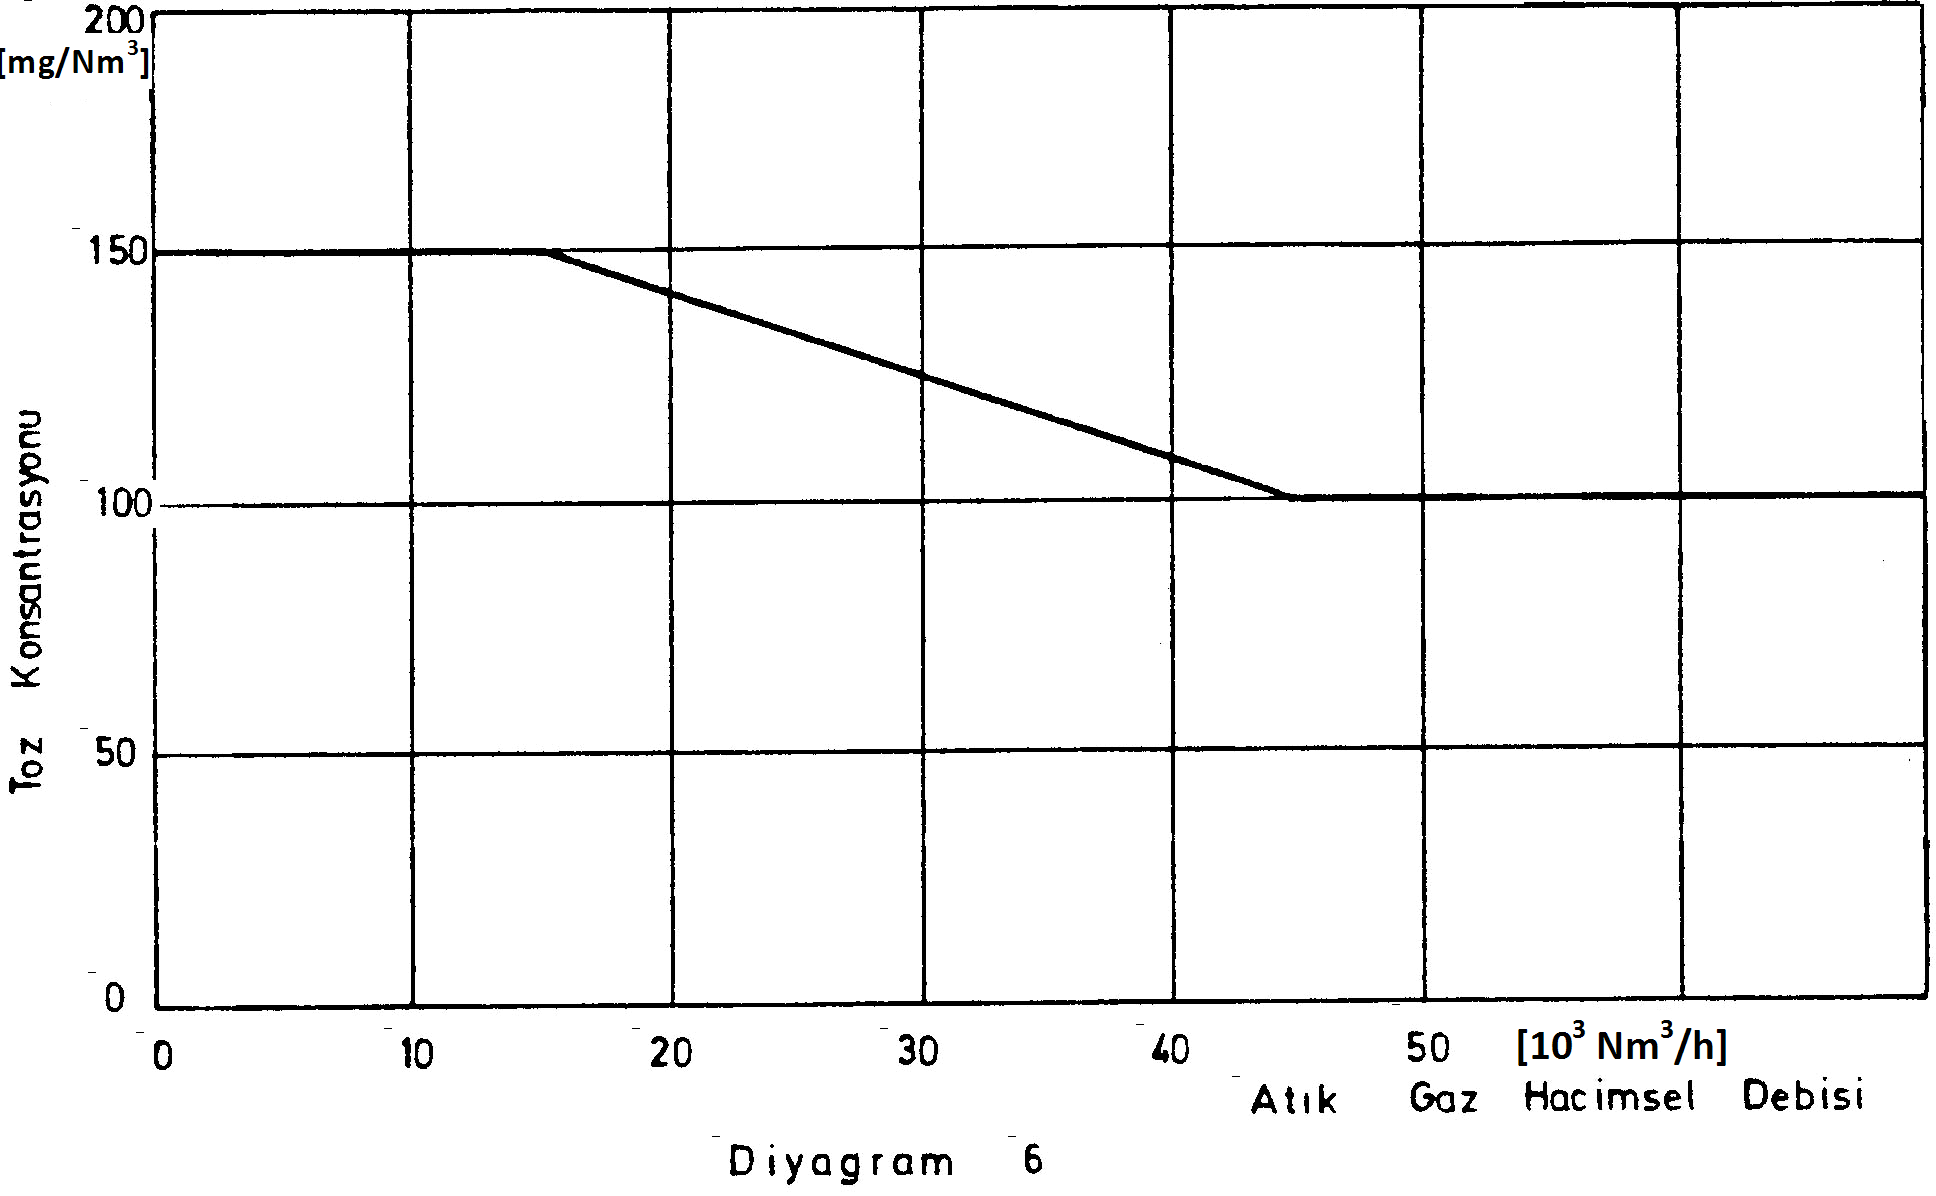 200
[mg/Nm³]
150
100
50
0
Toz Konsantrasyonu
0 10 20 30 40 50 [10³ Nm³/h]
Atık Gaz Hacimsel Debisi
Diyagram 6